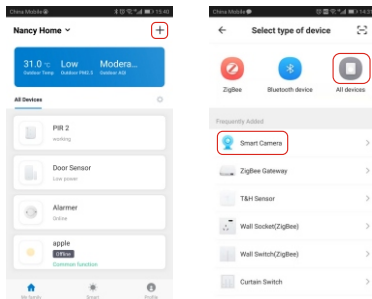 China Mobile
15:40
Nancy Home
31.0 °C Low Modera...
Outdoor Temp Outdoor PM2.5 Outdoor AQI
All Devices
PIR 2
working
Door Sensor
Low power
Alarmer
Online
apple
Offline
Common function
My family Smart Profile
China Mobile
Select type of device
ZigBee Bluetooth device All devices
Frequently Added
Smart Camera
ZigBee Gateway
T&H Sensor
Wall Socket(ZigBee)
Wall Switch(ZigBee)
Curtain Switch